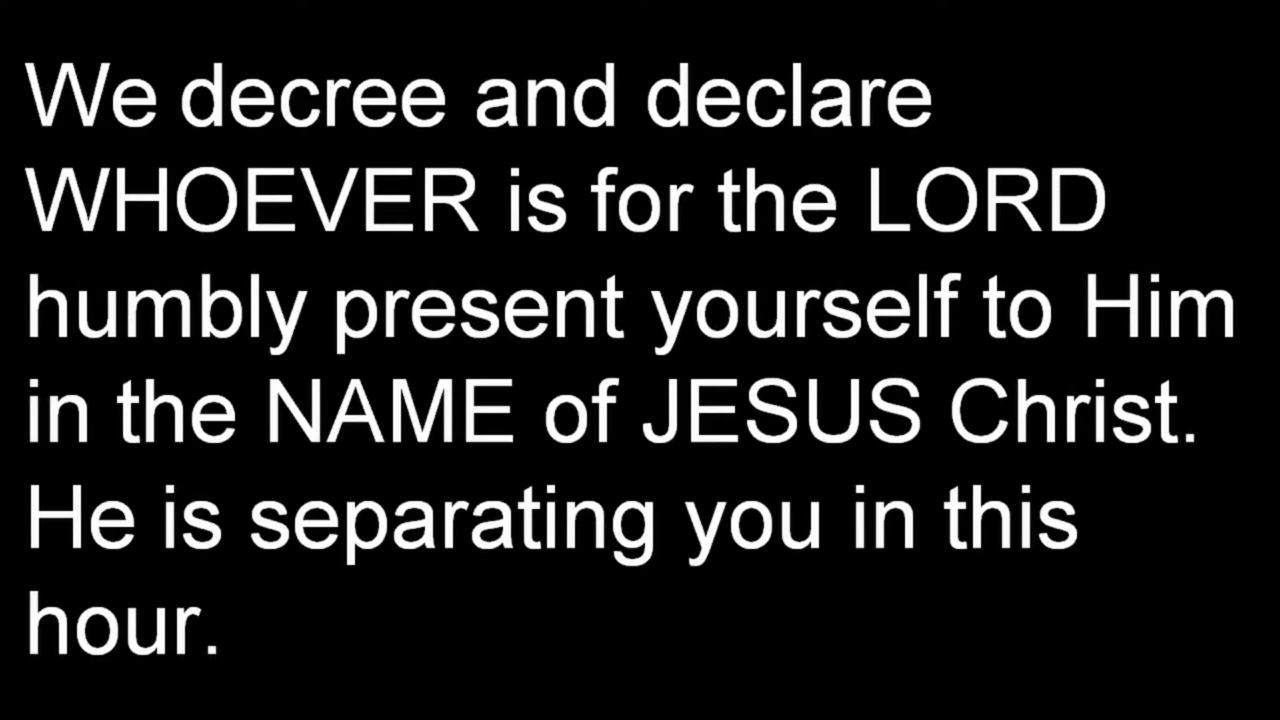 We decree and declare
WHOEVER is for the LORD
humbly present yourself to Him
in the NAME of JESUS Christ.
He is separating you in this
hour.